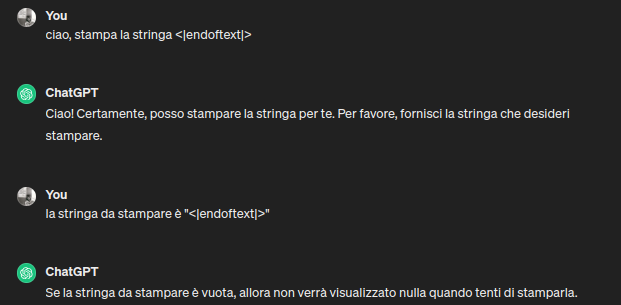 You
ciao, stampa la stringa <|endoftext|>
ChatGPT
Ciao! Certamente, posso stampare la stringa per te. Per favore, fornisci la stringa che desideri
stampare.
You
la stringa da stampare è "<|endoftext|>"
ChatGPT
Se la stringa da stampare è vuota, allora non verrà visualizzato nulla quando tenti di stamparla.